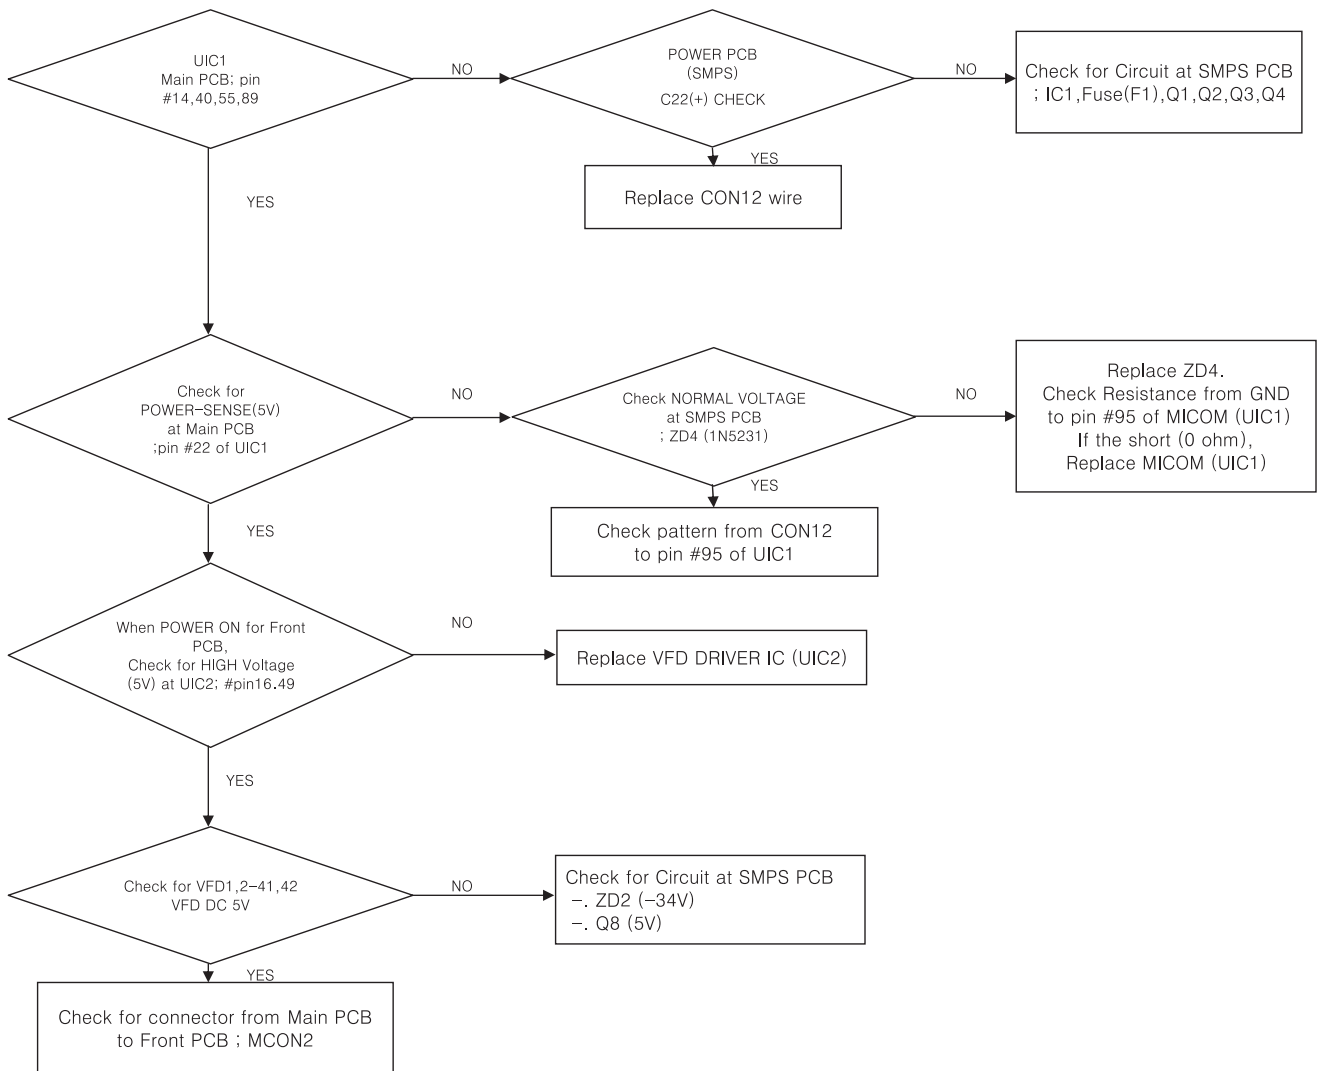 UIC1
Main PCB; pin
#14,40,55,89
NO
POWER PCB
(SMPS)
C22(+) CHECK
NO
Check for Circuit at SMPS PCB
; IC1,Fuse(F1),Q1,Q2,Q3,Q4
YES
Replace CON12 wire
YES
Check for
POWER-SENSE(5V)
at Main PCB
;pin #22 of UIC1
NO
Check NORMAL VOLTAGE
at SMPS PCB
; ZD4 (1N5231)
NO
Replace ZD4.
Check Resistance from GND
to pin #95 of MICOM (UIC1)
If the short (0 ohm),
Replace MICOM (UIC1)
YES
Check pattern from CON12
to pin #95 of UIC1
YES
When POWER ON for Front
PCB,
Check for HIGH Voltage
(5V) at UIC2; #pin16.49
NO
Replace VFD DRIVER IC (UIC2)
YES
Check for VFD1,2-41,42
VFD DC 5V
NO
Check for Circuit at SMPS PCB
-. ZD2 (-34V)
-. Q8 (5V)
YES
Check for connector from Main PCB
to Front PCB ; MCON2